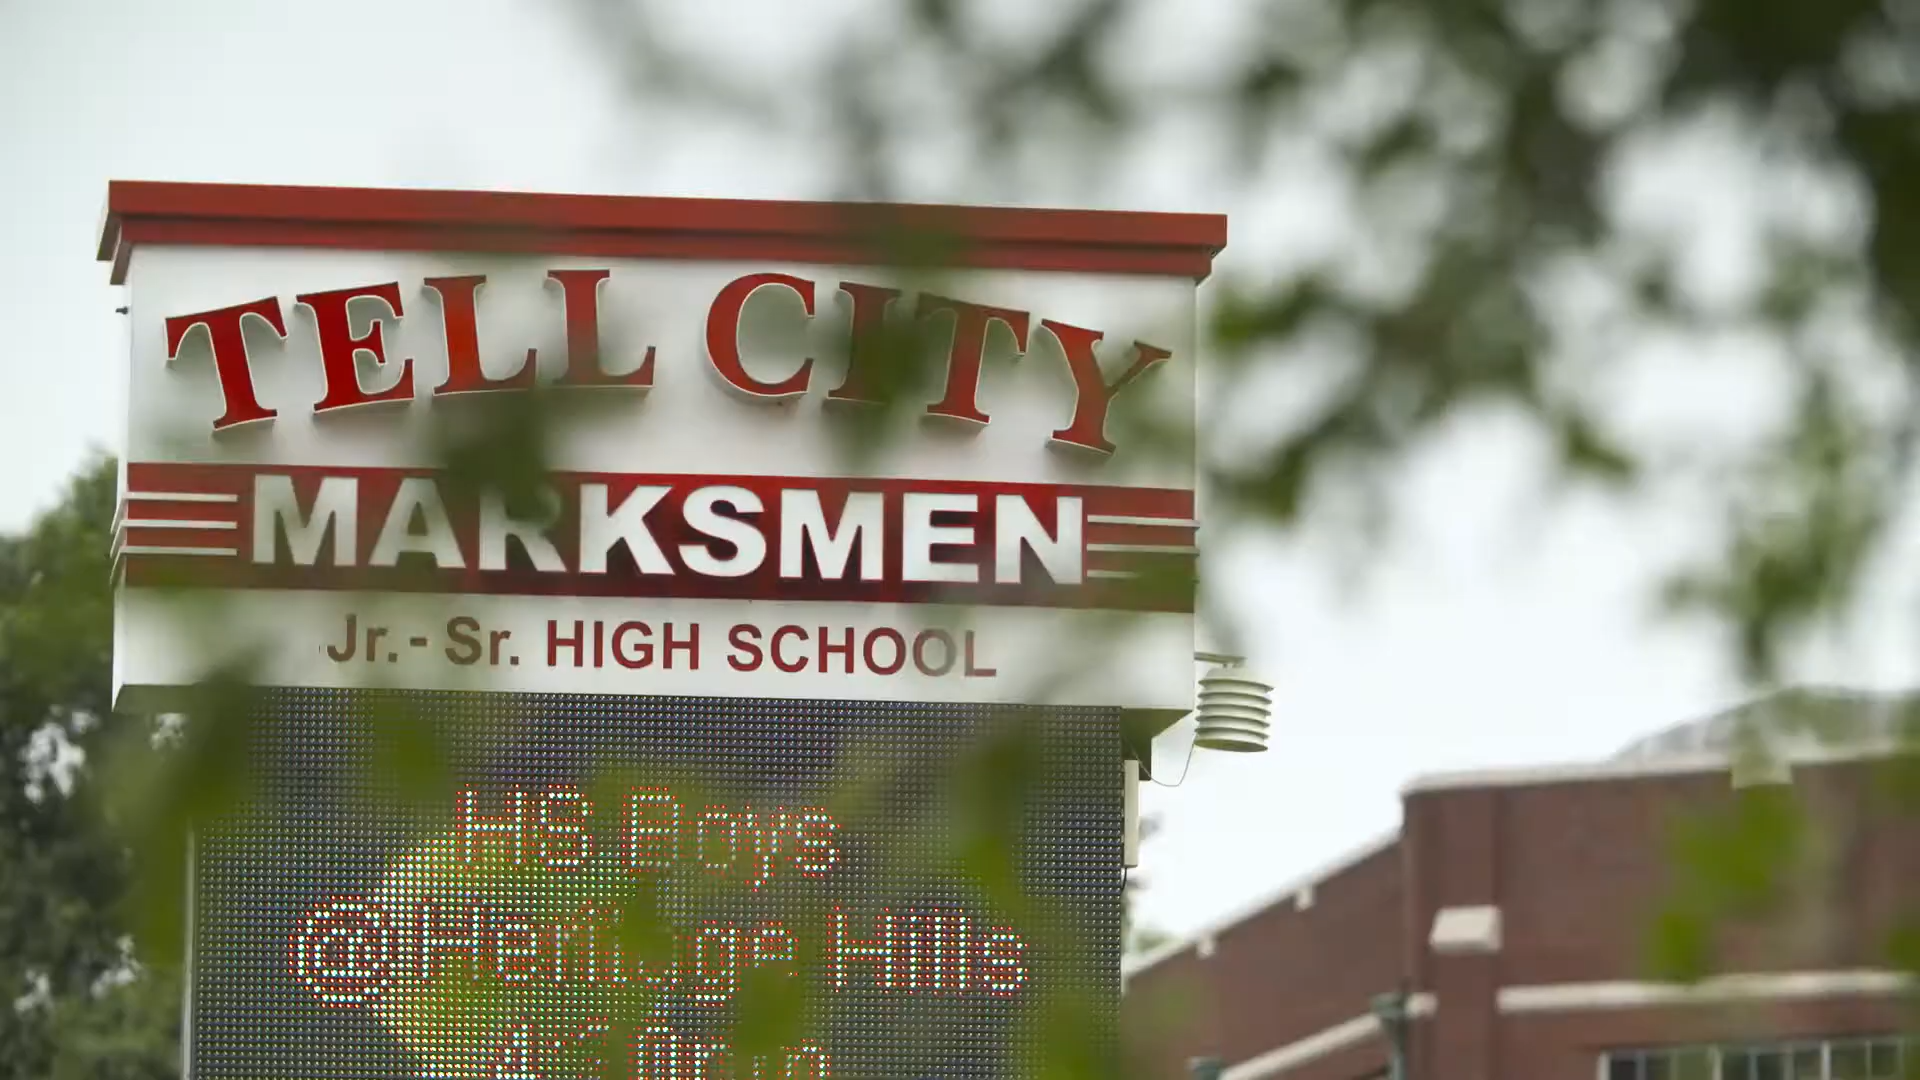 TELL CITY
MARKSMEN
Jr.-Sr. HIGH SCHOOL
HS Boys
@Heritage Hills